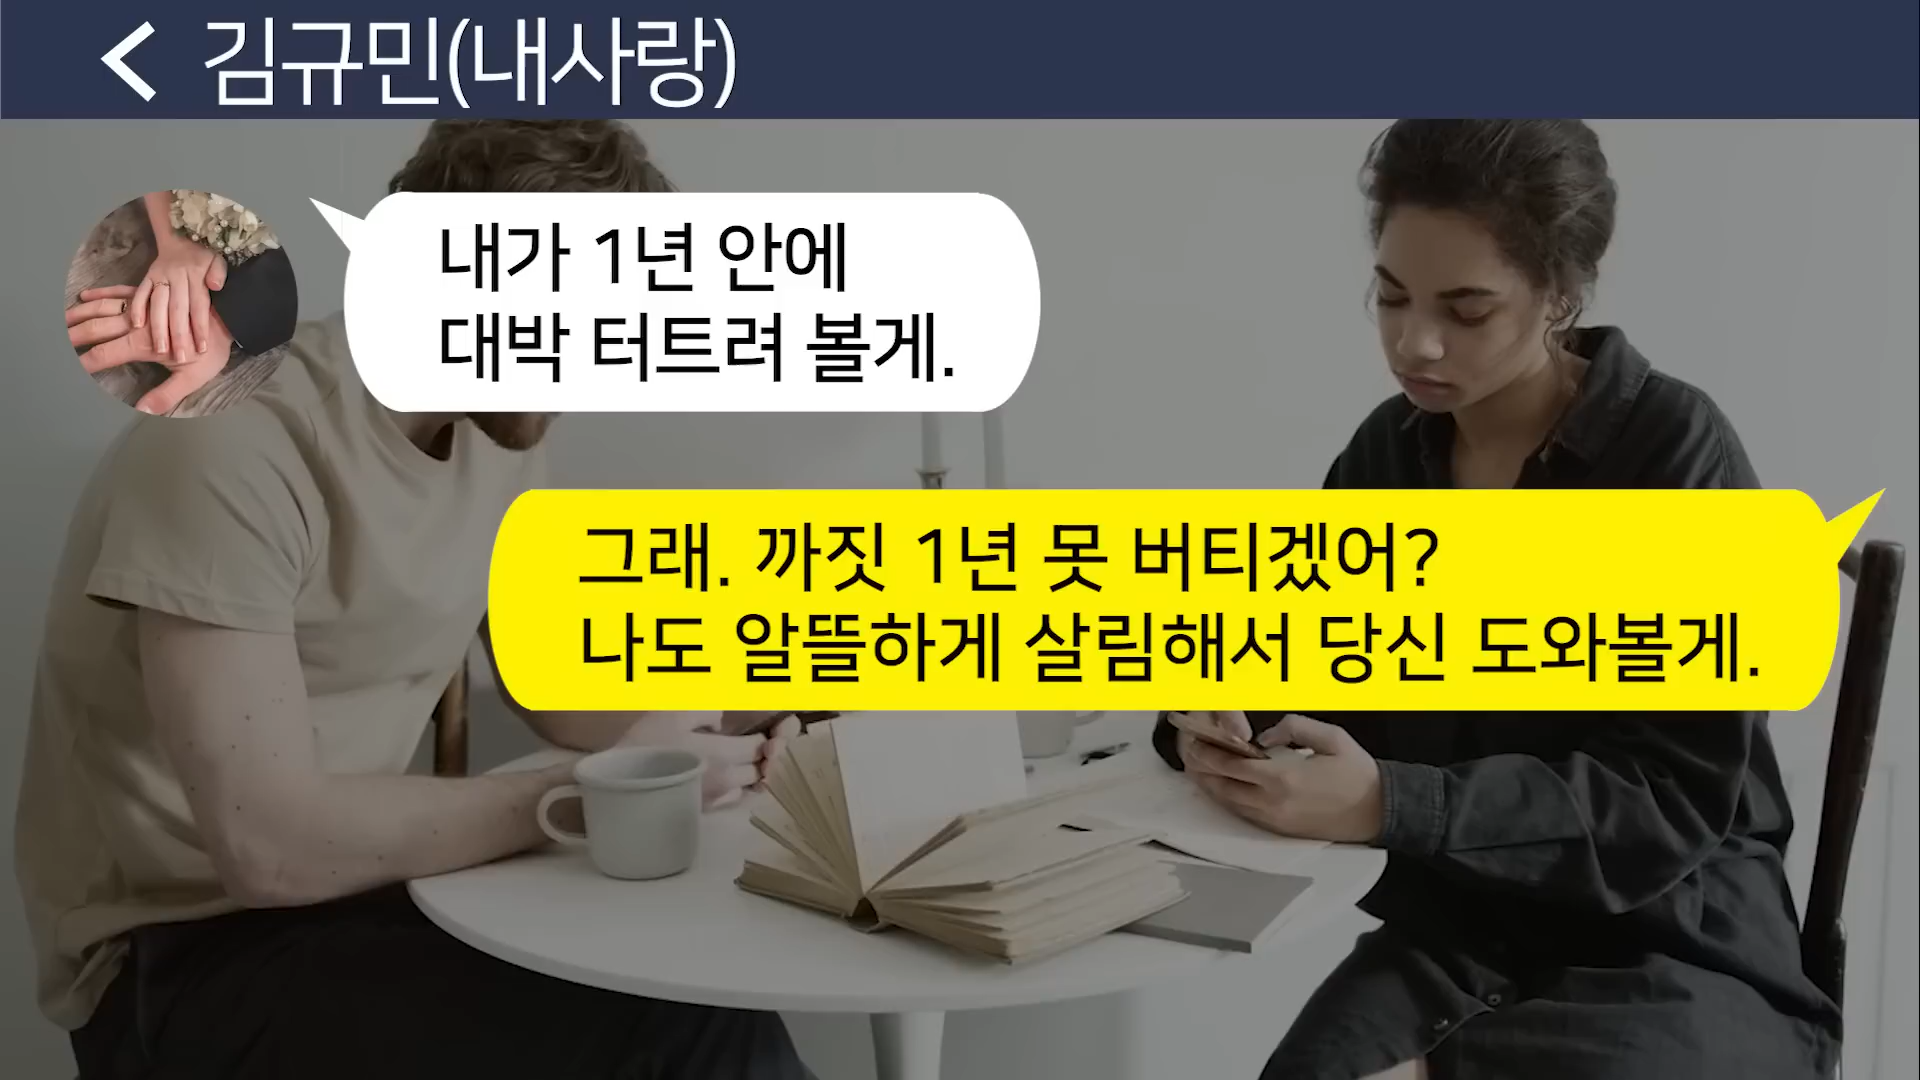 김규민(내사랑)
내가 1년 안에
대박 터트려 볼게.
그래. 까짓 1년 못 버티겠어?
나도 알뜰하게 살림해서 당신 도와볼게.